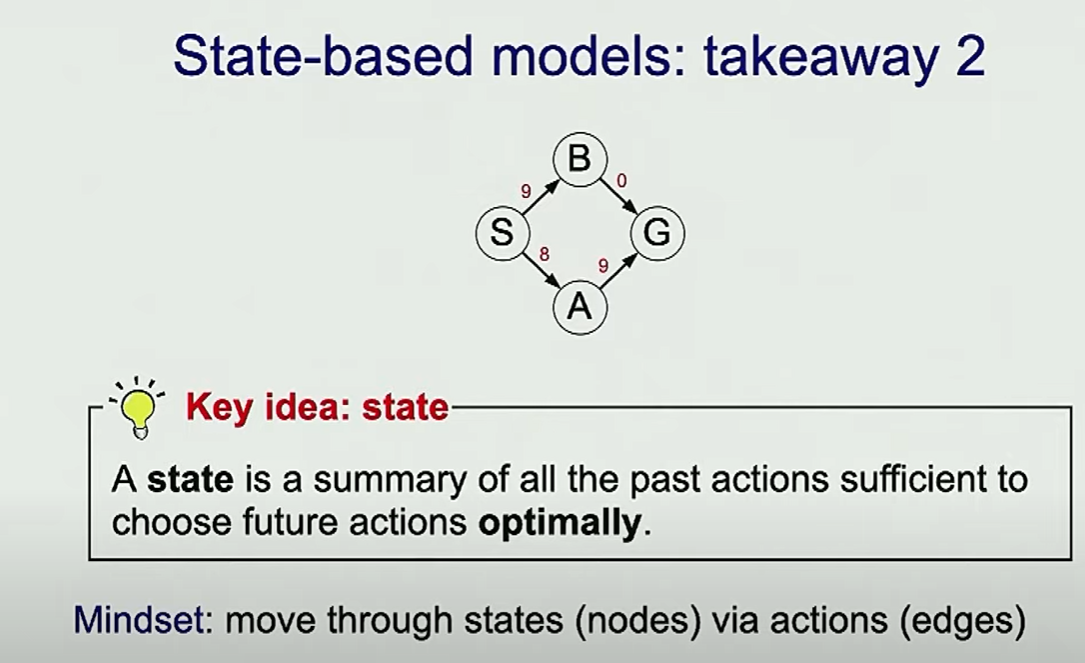 State-based models: takeaway 2
B
9
0
S
G
8
9
A
Key idea: state
A state is a summary of all the past actions sufficient to
choose future actions optimally.
Mindset: move through states (nodes) via actions (edges)